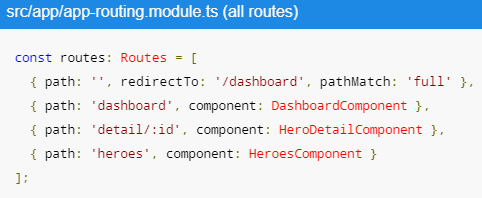 src/app/app-routing.module.ts (all routes)
const routes: Routes = [
  { path: '', redirectTo: '/dashboard', pathMatch: 'full' },
  { path: 'dashboard', component: DashboardComponent },
  { path: 'detail/:id', component: HeroDetailComponent },
  { path: 'heroes', component: HeroesComponent }
];